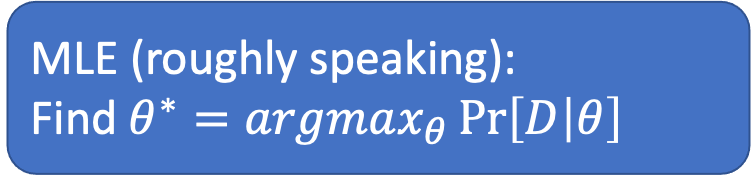 MLE (roughly speaking):
Find θ* = argmax_θ Pr[D|θ]